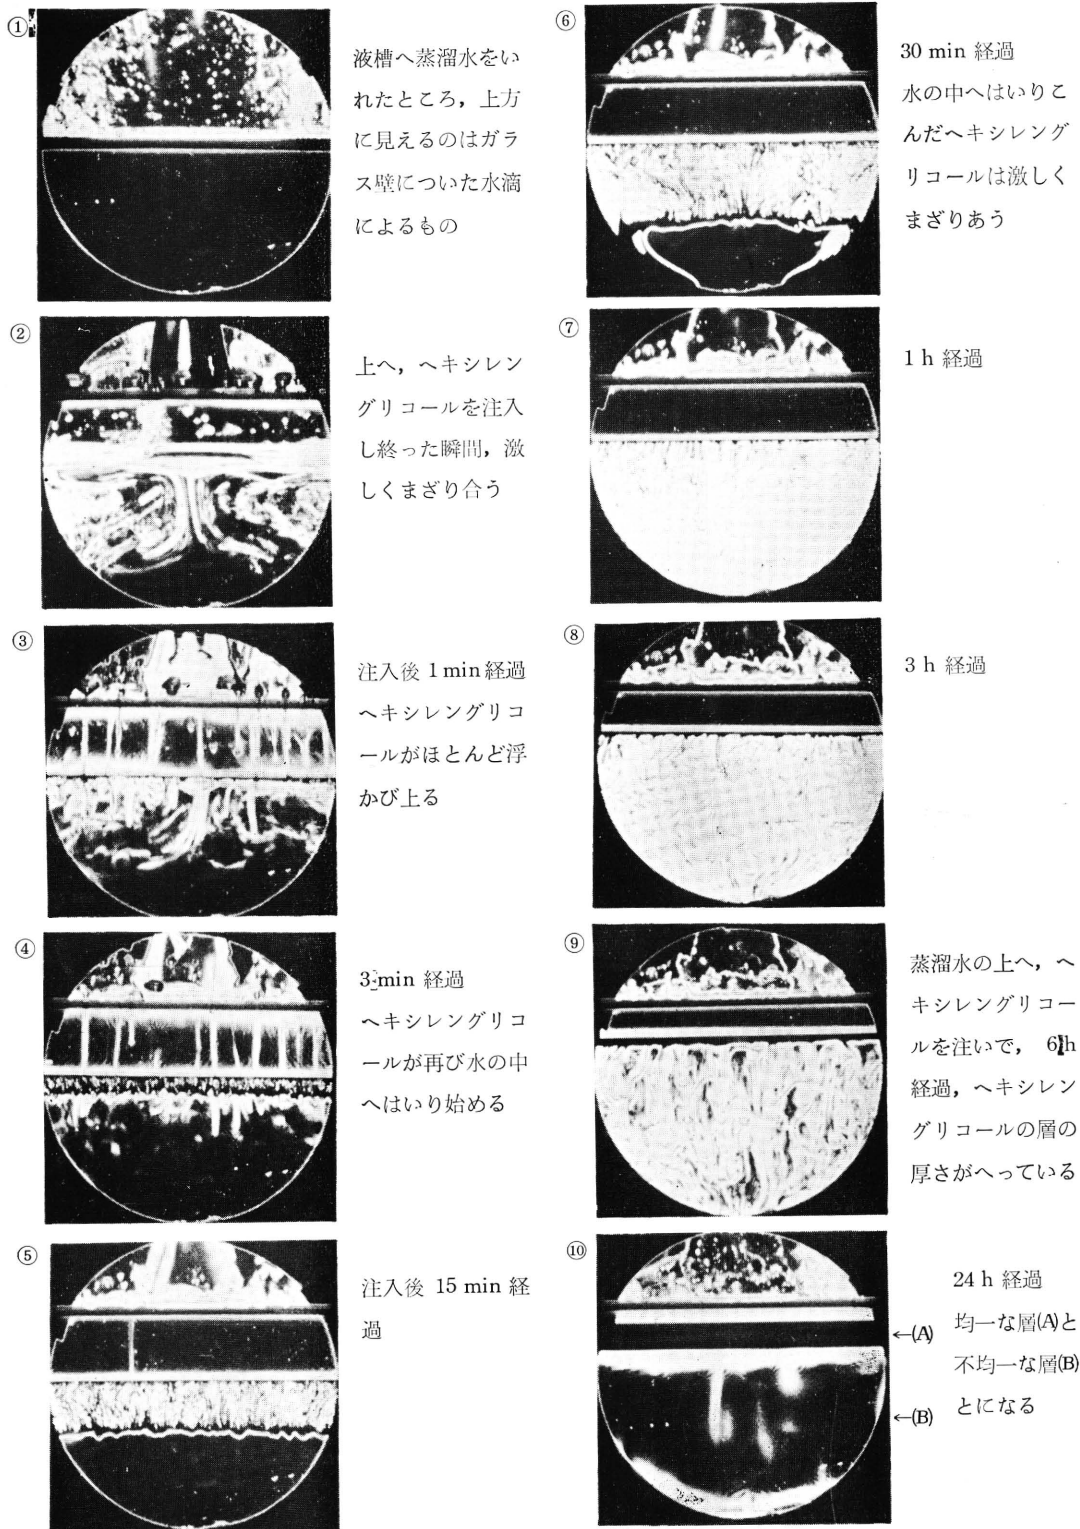 ①
液槽へ蒸溜水をい
れたところ，上方
に見えるのはガラ
ス壁についた水滴
によるもの
②
上へ，ヘキシレン
グリコールを注入
し終った瞬間，激
しくまざり合う
③
注入後 1 min 経過
ヘキシレングリコ
ールがほとんど浮
かび上る
④
3 min 経過
ヘキシレングリコ
ールが再び水の中
へはいり始める
⑤
注入後 15 min 経
過
⑥
30 min 経過
水の中へはいりこ
んだヘキシレング
リコールは激しく
まざりあう
⑦
1 h 経過
⑧
3 h 経過
⑨
蒸溜水の上へ，ヘ
キシレングリコー
ルを注いで， 6 h
経過，ヘキシレン
グリコールの層の
厚さがへっている
⑩
24 h 経過
←(A) 均一な層(A)と
不均一な層(B)
←(B) とになる